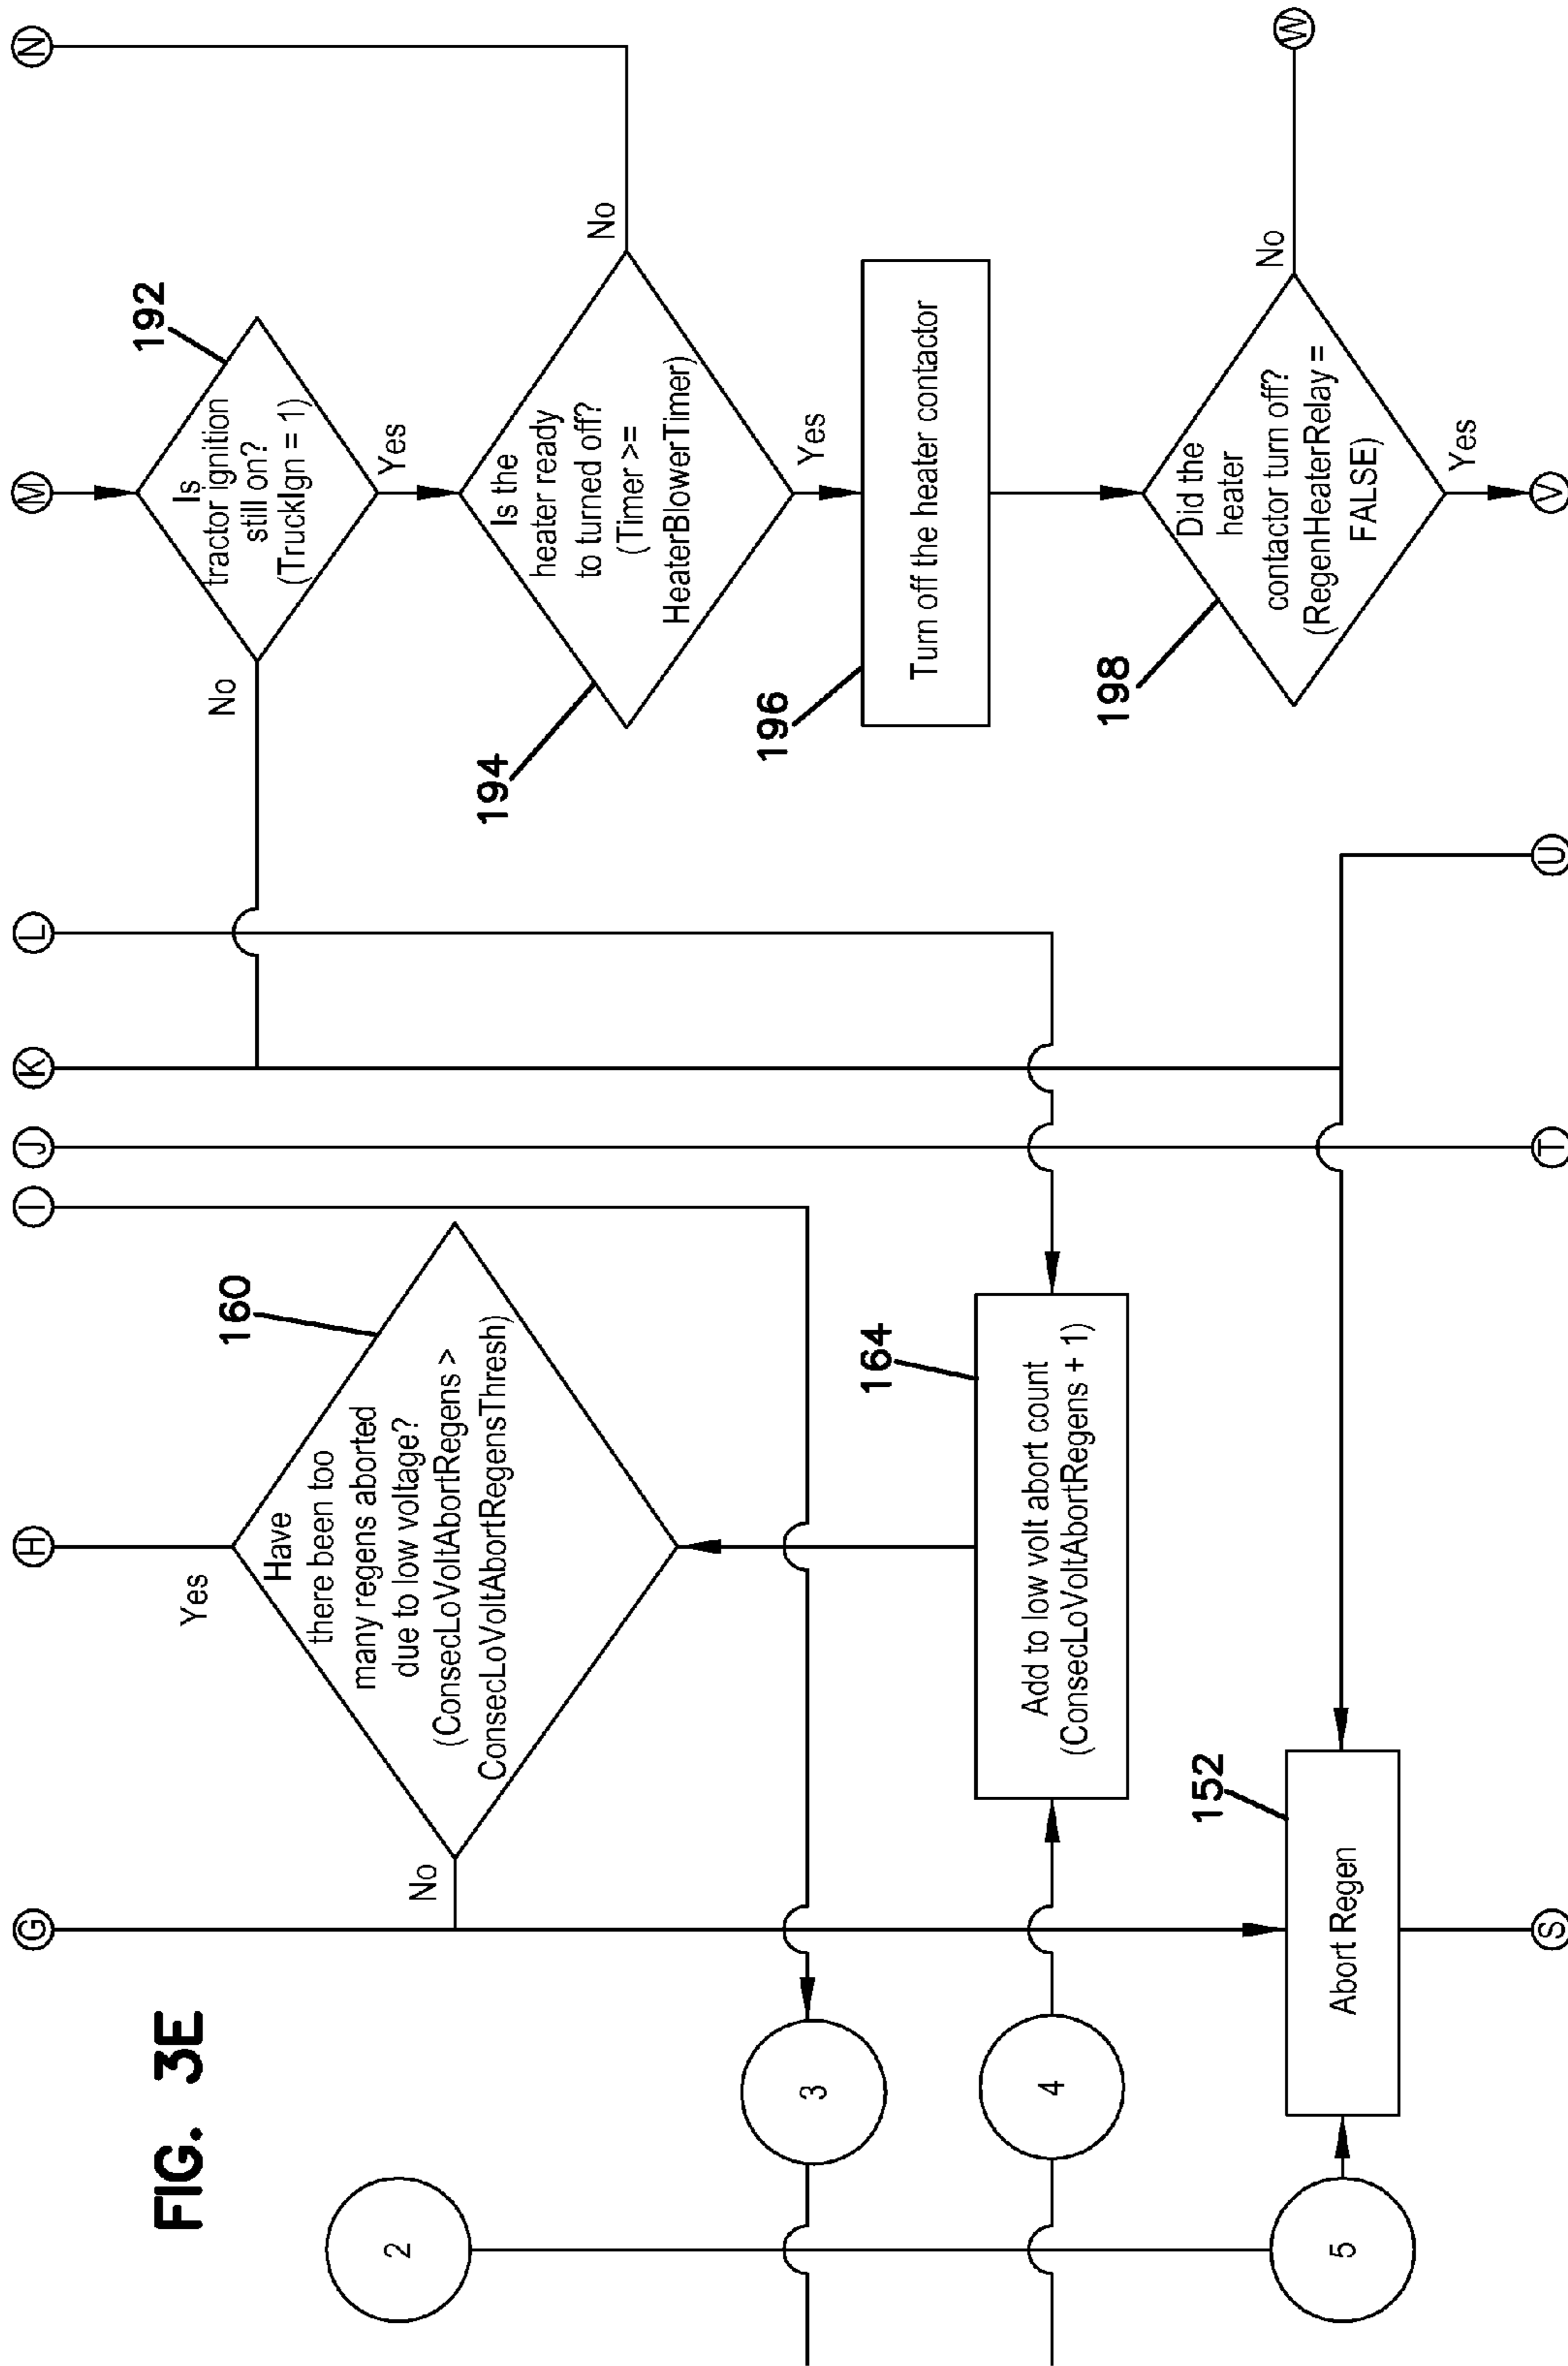 FIG. 3E
G
H
I
J
K
L
M
N
192
Is
tractor ignition
still on?
(TruckIgn = 1)
No
Yes
160
Have
there been too
many regens aborted
due to low voltage?
(ConsecLoVoltAbortRegens >
ConsecLoVoltAbortRegensThresh)
Yes
No
2
194
Is the
heater ready
to turned off?
(Timer >=
HeaterBlowerTimer)
No
Yes
3
196
Turn off the heater contactor
4
164
Add to low volt abort count
(ConsecLoVoltAbortRegens + 1)
198
Did the
heater
contactor turn off?
(RegenHeaterRelay =
FALSE)
No
W
Yes
5
152
Abort Regen
S
T
U
V